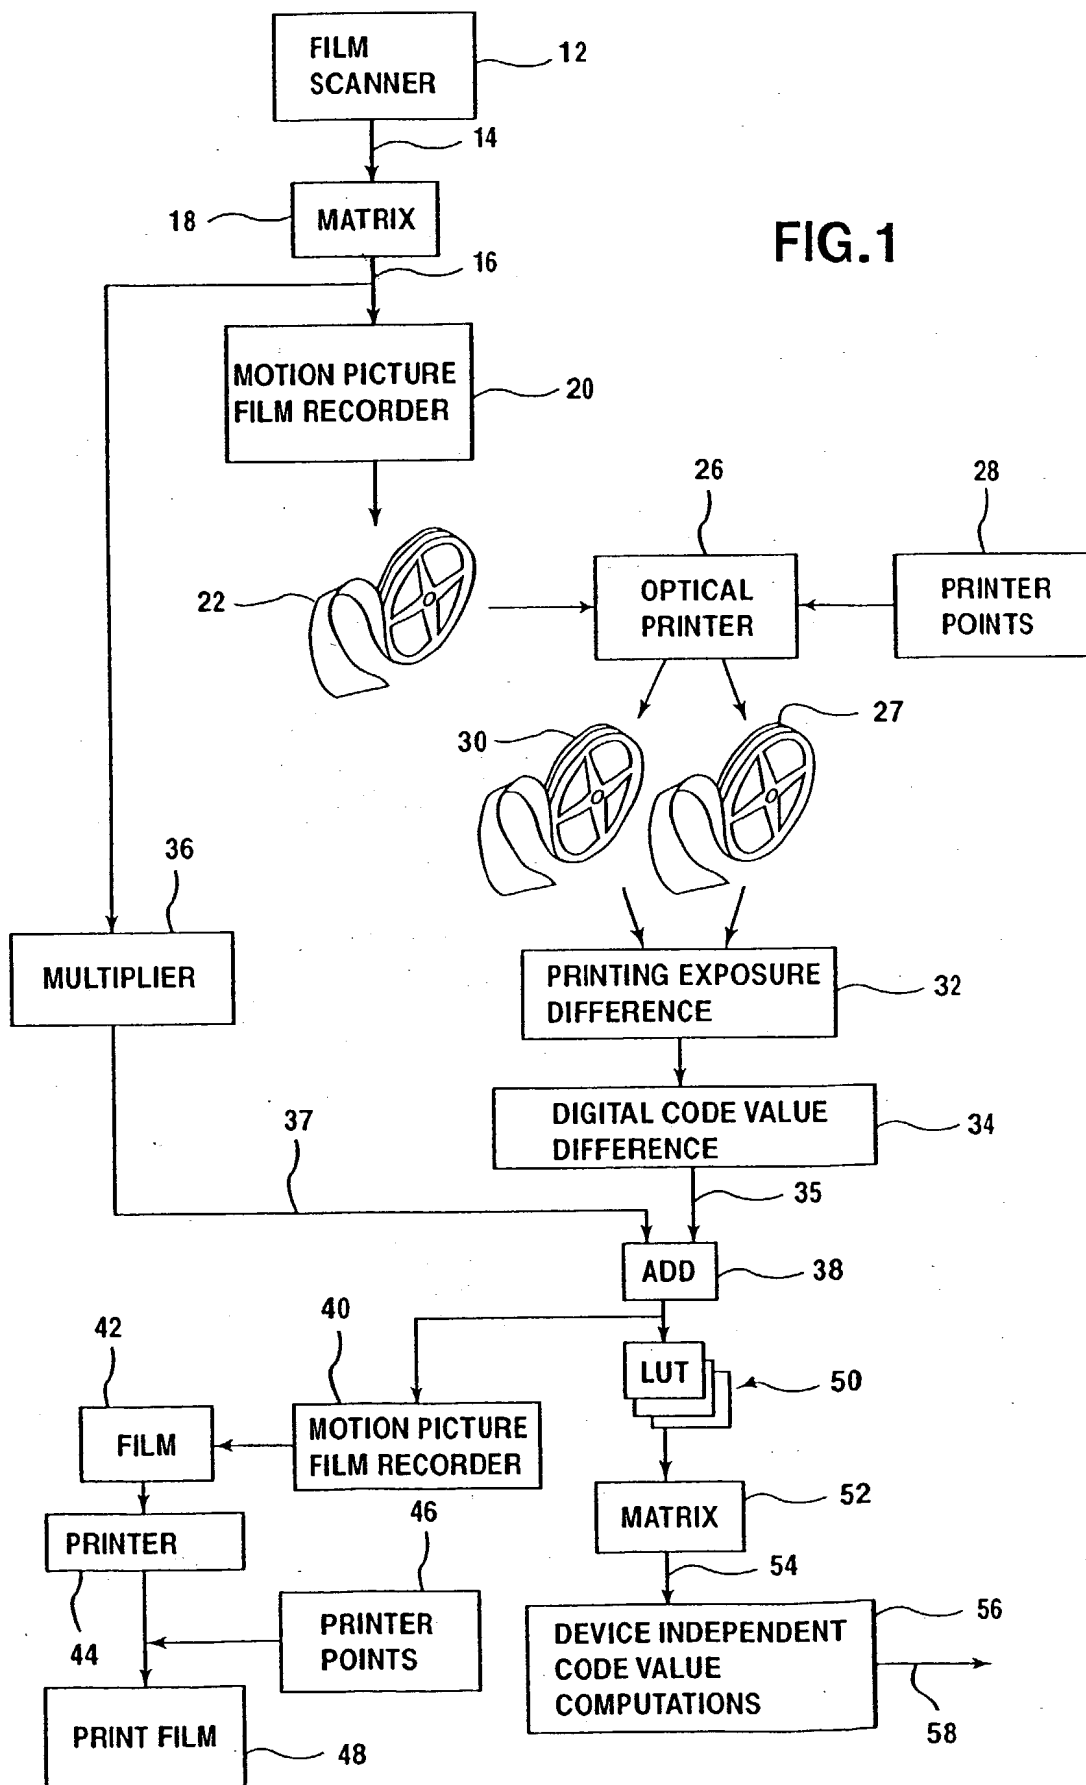 FILM
SCANNER
12
14
18
MATRIX
16
FIG.1
MOTION PICTURE
FILM RECORDER
20
26
28
22
OPTICAL
PRINTER
PRINTER
POINTS
30
27
36
MULTIPLIER
PRINTING EXPOSURE
DIFFERENCE
32
37
DIGITAL CODE VALUE
DIFFERENCE
34
35
ADD
38
40
42
LUT
50
FILM
MOTION PICTURE
FILM RECORDER
46
MATRIX
52
PRINTER
44
54
PRINTER
POINTS
DEVICE INDEPENDENT
CODE VALUE
COMPUTATIONS
56
58
PRINT FILM
48